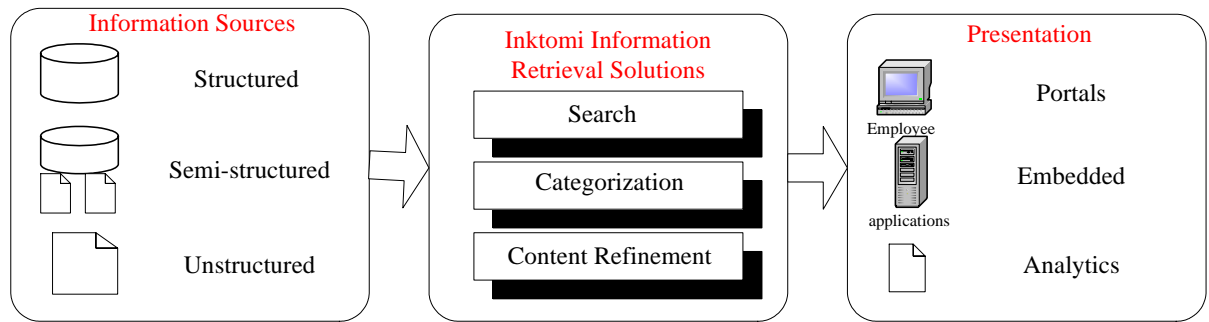 Information Sources
Structured
Semi-structured
Unstructured
Inktomi Information
Retrieval Solutions
Search
Categorization
Content Refinement
Presentation
Portals
Employee
Embedded
applications
Analytics